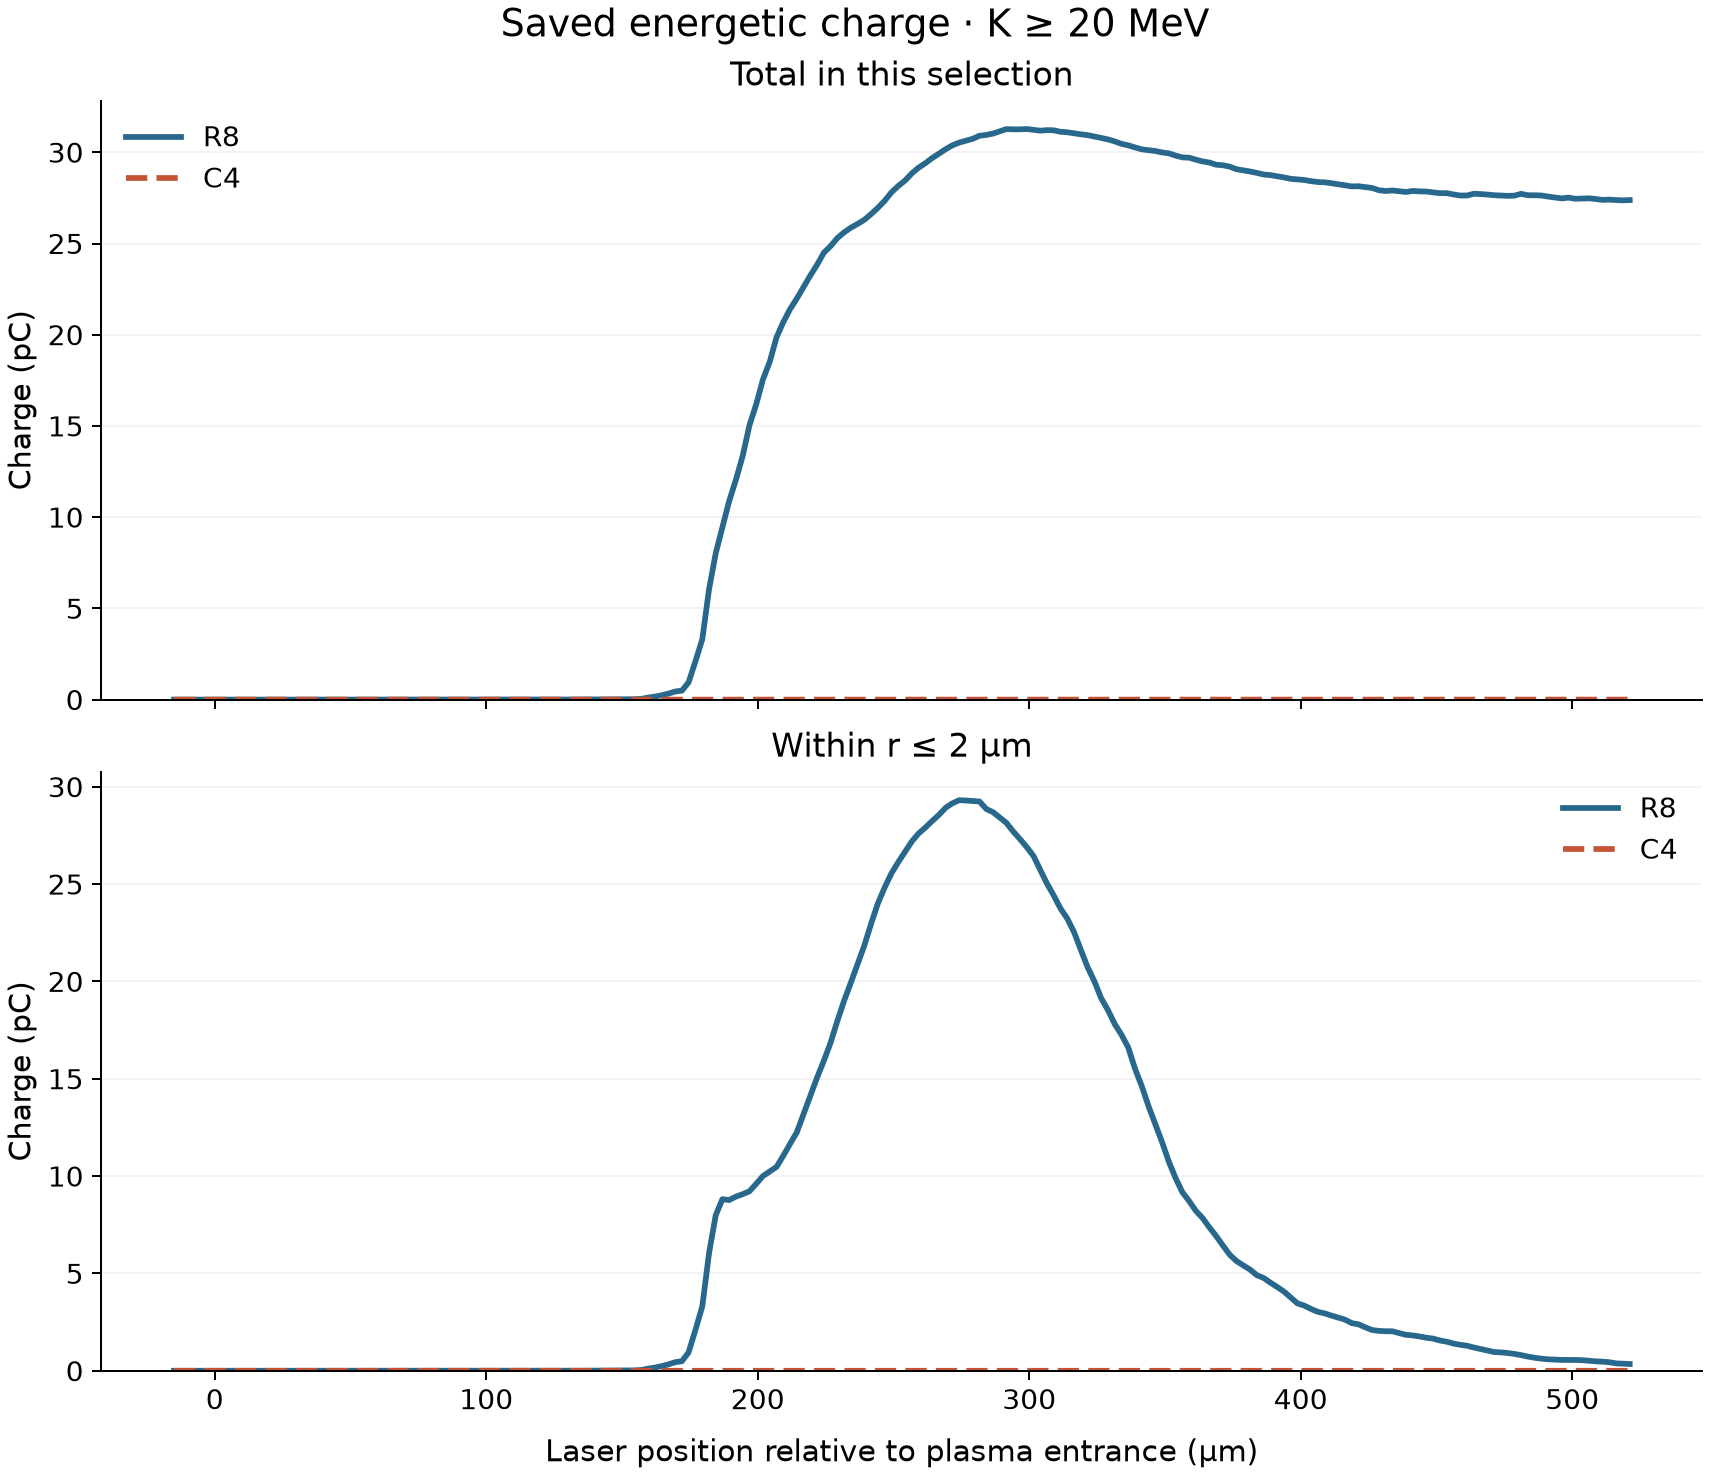 Saved energetic charge · K ≥ 20 MeV
Total in this selection
R8
C4
Charge (pC)
30
25
20
15
10
5
0
Within r ≤ 2 µm
R8
C4
Charge (pC)
30
25
20
15
10
5
0
0 100 200 300 400 500
Laser position relative to plasma entrance (µm)